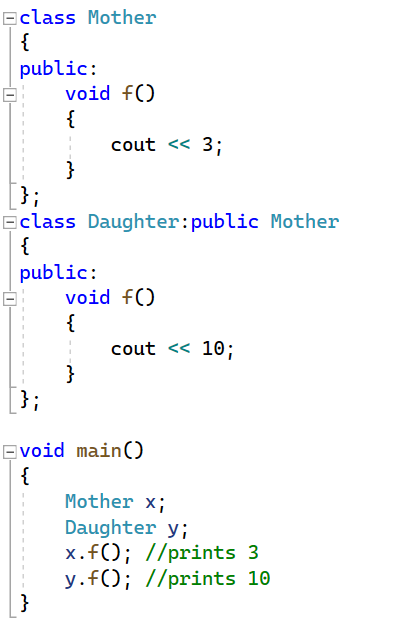 class Mother
{
public:
    void f()
    {
        cout << 3;
    }
};
class Daughter:public Mother
{
public:
    void f()
    {
        cout << 10;
    }
};

void main()
{
    Mother x;
    Daughter y;
    x.f(); //prints 3
    y.f(); //prints 10
}